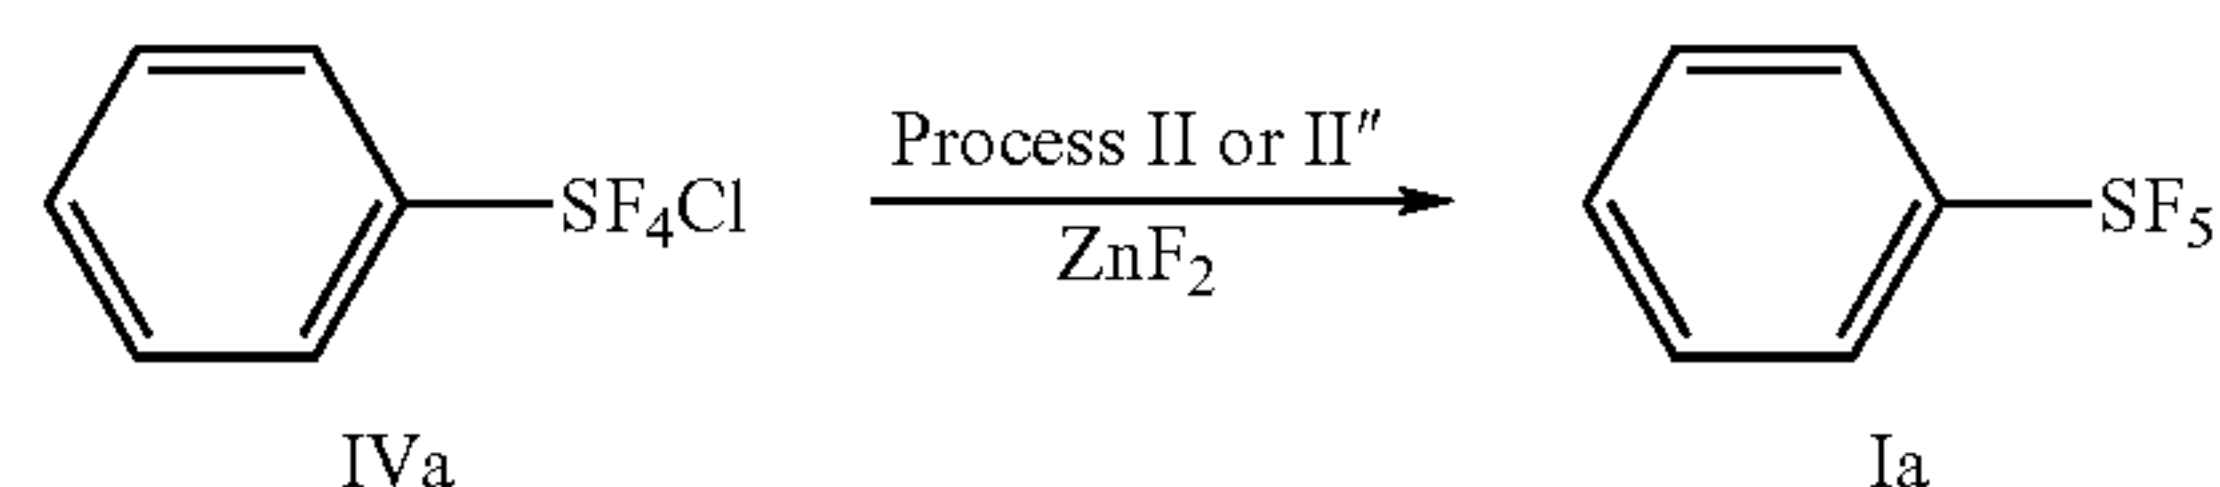 Process II or II″
SF₄Cl
ZnF₂
SF₅
IVa
Ia